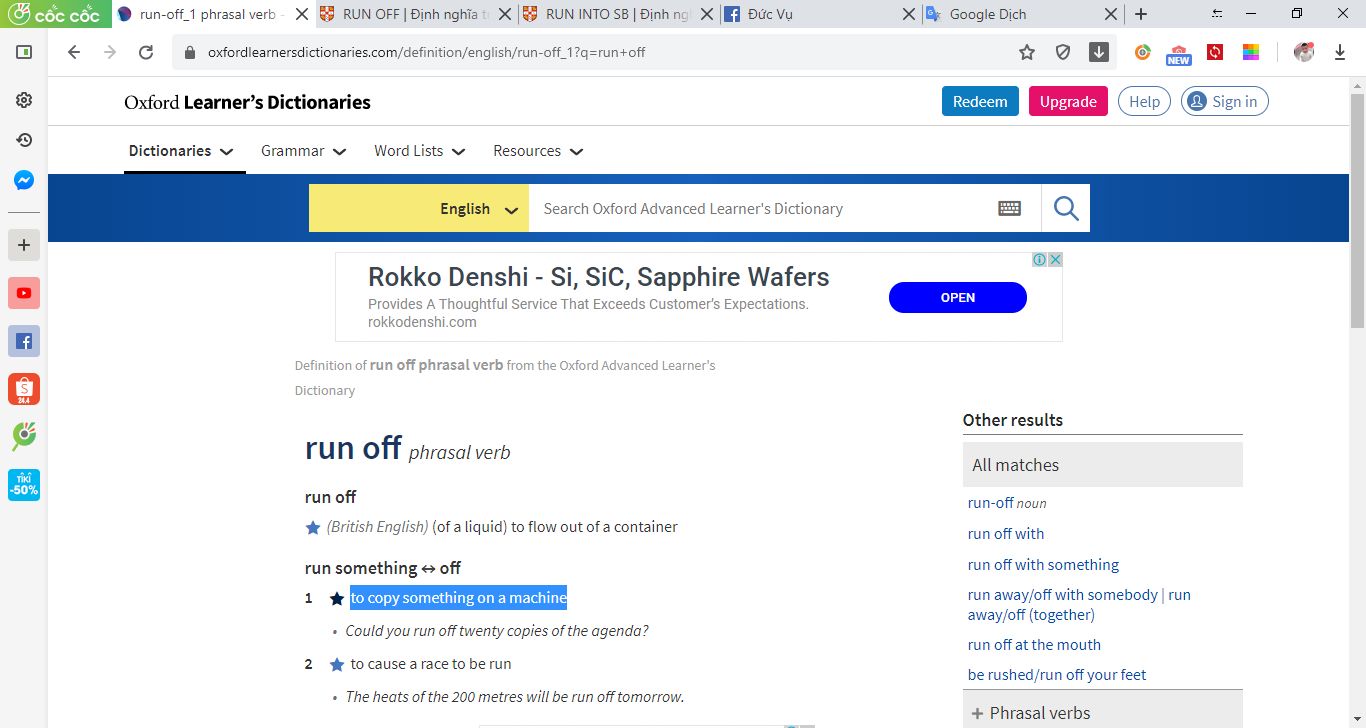 CỐC CỐC
run-off_1 phrasal verb -
RUN OFF | Định nghĩa t
RUN INTO SB | Định ng
Đức Vụ
Google Dịch
oxfordlearnersdictionaries.com/definition/english/run-off_1?q=run+off
NEW
Oxford Learner's Dictionaries
Redeem
Upgrade
Help
Sign in
Dictionaries
Grammar
Word Lists
Resources
English
Search Oxford Advanced Learner's Dictionary
Rokko Denshi - Si, SiC, Sapphire Wafers
Provides A Thoughtful Service That Exceeds Customer's Expectations.
rokkodenshi.com
OPEN
Definition of run off phrasal verb from the Oxford Advanced Learner's
Dictionary
run off phrasal verb
run off
(British English) (of a liquid) to flow out of a container
run something ↔ off
1 to copy something on a machine
• Could you run off twenty copies of the agenda?
2 to cause a race to be run
• The heats of the 200 metres will be run off tomorrow.
Other results
All matches
run-off noun
run off with
run off with something
run away/off with somebody | run
away/off (together)
run off at the mouth
be rushed/run off your feet
+ Phrasal verbs
S
24.4
TIKI
-50%